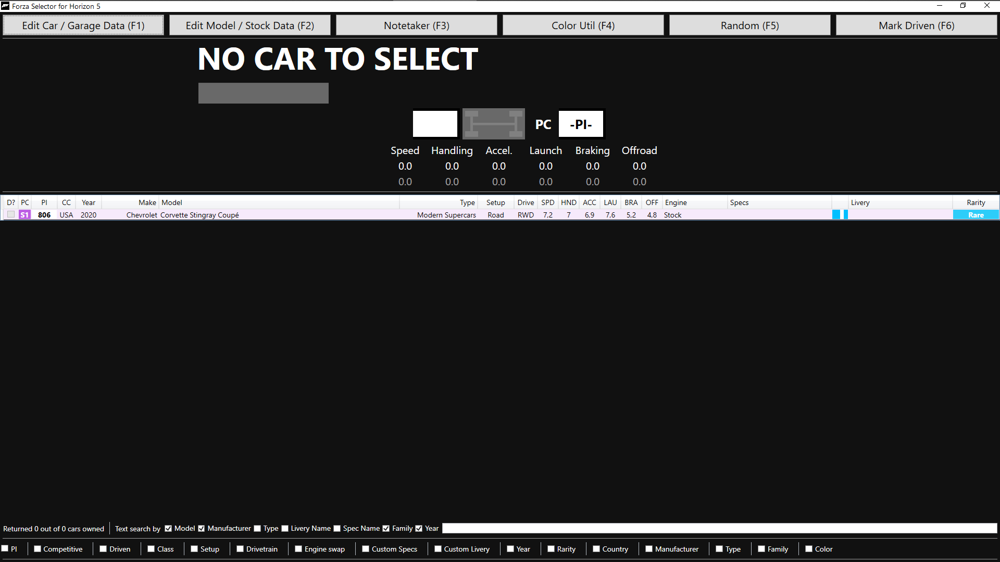 Forza Selector for Horizon 5
Edit Car / Garage Data (F1) Edit Model / Stock Data (F2) Notetaker (F3) Color Util (F4) Random (F5) Mark Driven (F6)
NO CAR TO SELECT
PC -PI-
Speed Handling Accel. Launch Braking Offroad
0.0 0.0 0.0 0.0 0.0 0.0
0.0 0.0 0.0 0.0 0.0 0.0
D? PC PI CC Year Make Model Type Setup Drive SPD HND ACC LAU BRA OFF Engine Specs Livery Rarity
S1 806 USA 2020 Chevrolet Corvette Stingray Coupé Modern Supercars Road RWD 7,2 7 6,9 7,6 5,2 4,8 Stock Rare
Returned 0 out of 0 cars owned Text search by Model Manufacturer Type Livery Name Spec Name Family Year
PI Competitive Driven Class Setup Drivetrain Engine swap Custom Specs Custom Livery Year Rarity Country Manufacturer Type Family Color